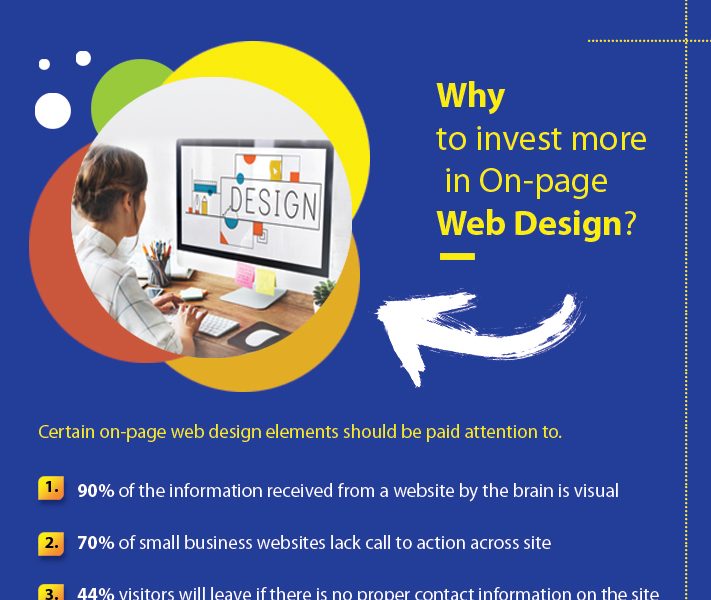 DESIGN
Why
to invest more
in On-page
Web Design?
Certain on-page web design elements should be paid attention to.
1. 90% of the information received from a website by the brain is visual
2. 70% of small business websites lack call to action across site
3. 44% visitors will leave if there is no proper contact information on the site